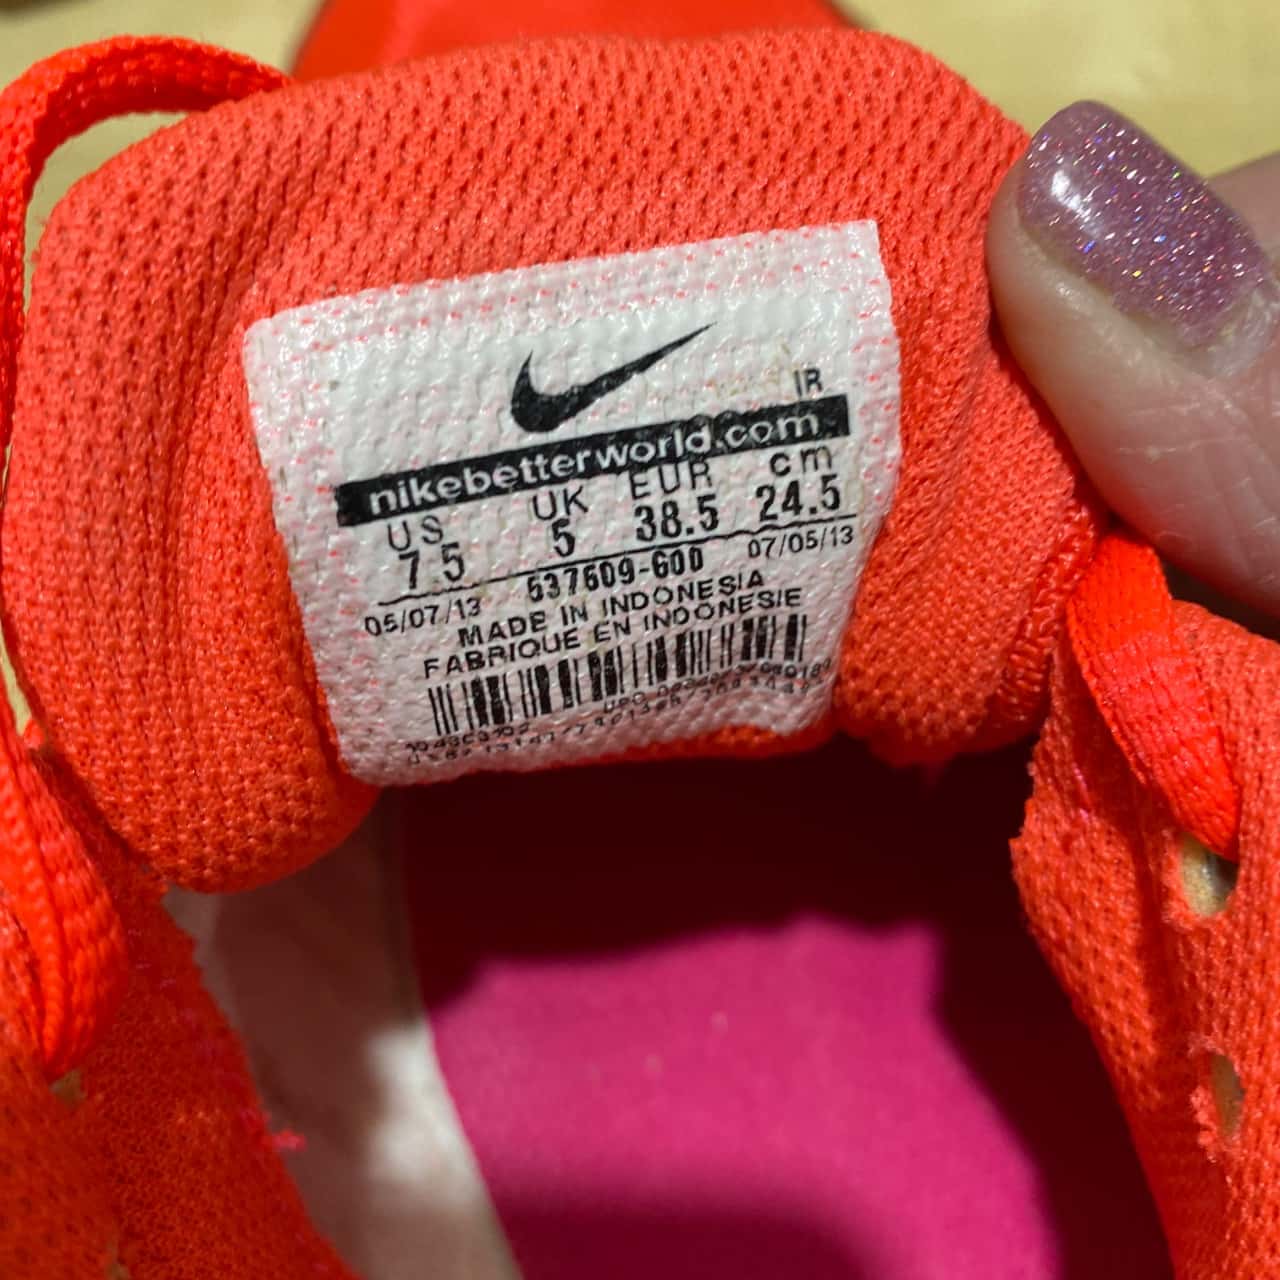 IR
nikebetterworld.com
US UK EUR cm
7.5 5 38.5 24.5
05/07/13 537609-600 07/05/13
MADE IN INDONESIA
FABRIQUE EN INDONESIE
UPC